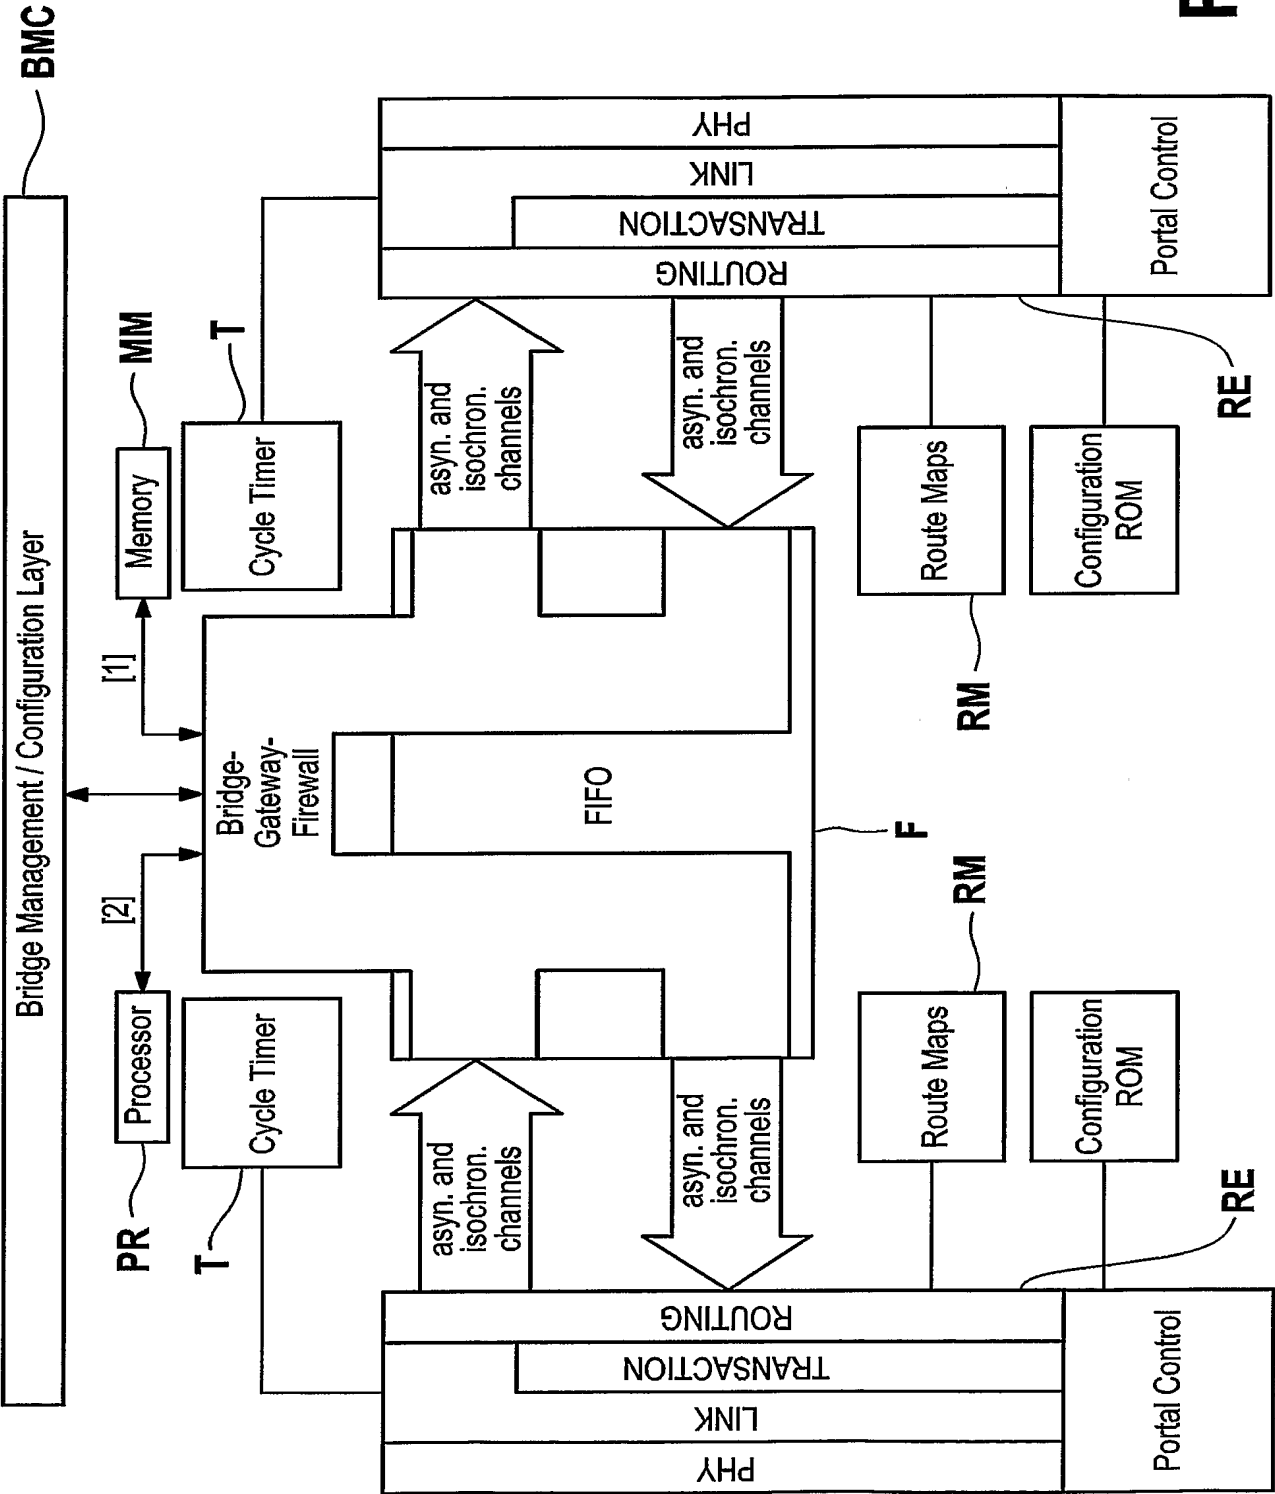 BMC
Bridge Management / Configuration Layer
PR
Processor
[2]
[1]
Memory
MM
T
Cycle Timer
Bridge-
Gateway-
Firewall
Cycle Timer
T
PHY
LINK
TRANSACTION
ROUTING
asyn. and
isochron.
channels
asyn. and
isochron.
channels
FIFO
asyn. and
isochron.
channels
asyn. and
isochron.
channels
ROUTING
TRANSACTION
LINK
PHY
F
Route Maps
RM
RM
Route Maps
Portal Control
RE
Configuration
ROM
Configuration
ROM
RE
Portal Control